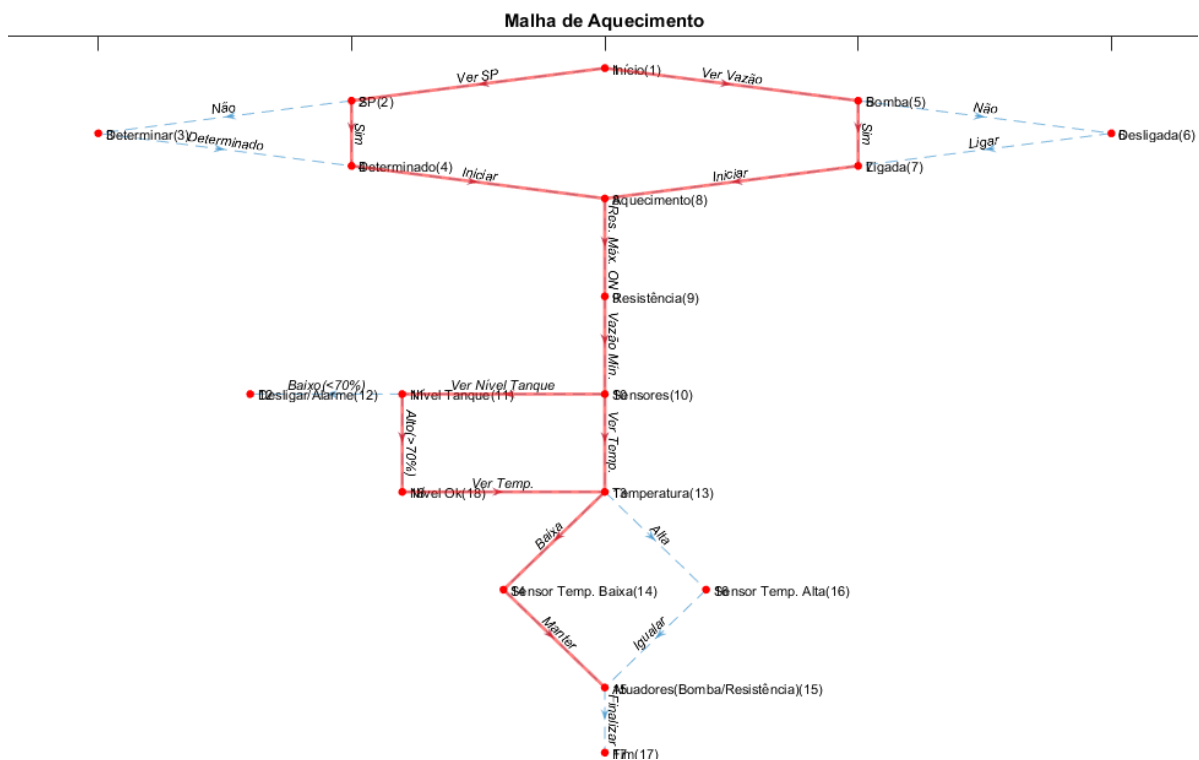 Malha de Aquecimento
Início(1)
Ver SP
Ver Vazão
SP(2)
Bomba(5)
Não
Não
Sim
Sim
Determinar(3)
Desligada(6)
Determinado
Ligar
Determinado(4)
Ligada(7)
Iniciar
Iniciar
Aquecimento(8)
Res. Máx. ON
Resistência(9)
Vazão Min.
Baixo(<70%)
Ver Nível Tanque
Desligar/Alarme(12)
Nível Tanque(11)
Sensores(10)
Alto(>70%)
Ver Temp.
Nível Ok(18)
Ver Temp.
Temperatura(13)
Baixa
Alta
Sensor Temp. Baixa(14)
Sensor Temp. Alta(16)
Manter
Igualar
Atuadores(Bomba/Resistência)(15)
Finalizar
Fim(17)